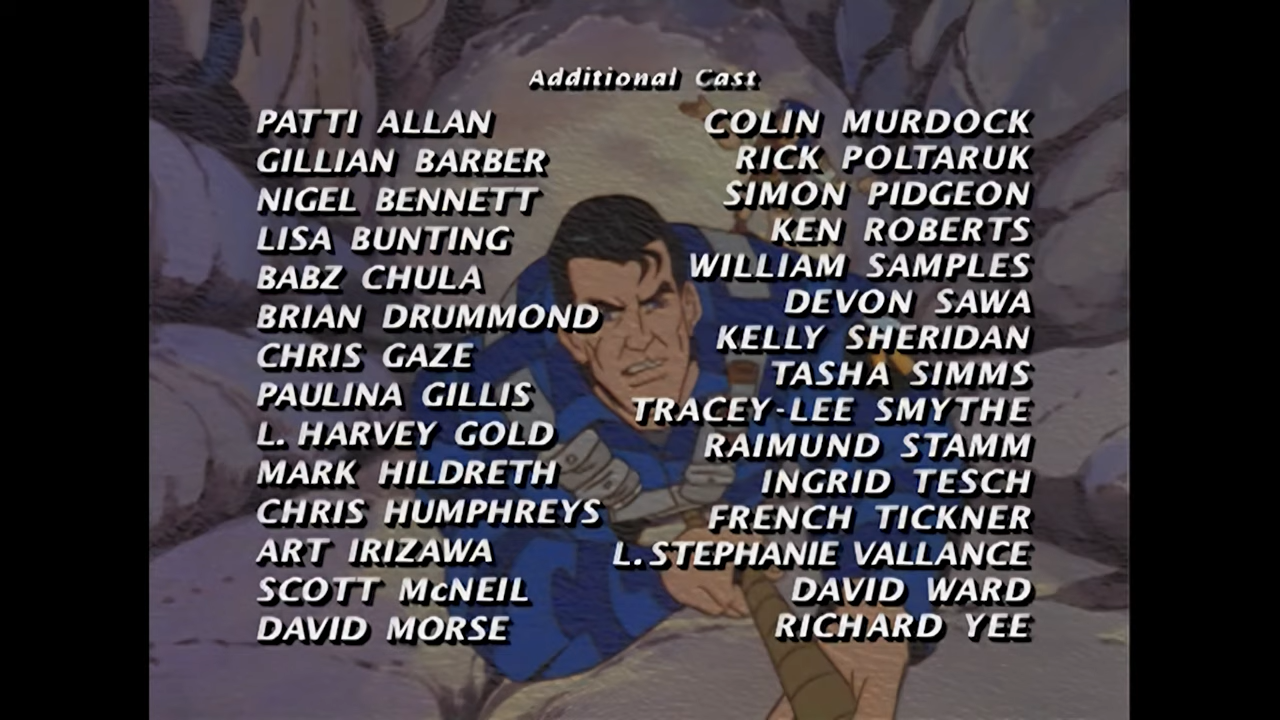 Additional Cast
PATTI ALLAN
GILLIAN BARBER
NIGEL BENNETT
LISA BUNTING
BABZ CHULA
BRIAN DRUMMOND
CHRIS GAZE
PAULINA GILLIS
L. HARVEY GOLD
MARK HILDRETH
CHRIS HUMPHREYS
ART IRIZAWA
SCOTT McNEIL
DAVID MORSE
COLIN MURDOCK
RICK POLTARUK
SIMON PIDGEON
KEN ROBERTS
WILLIAM SAMPLES
DEVON SAWA
KELLY SHERIDAN
TASHA SIMMS
TRACEY-LEE SMYTHE
RAIMUND STAMM
INGRID TESCH
FRENCH TICKNER
L. STEPHANIE VALLANCE
DAVID WARD
RICHARD YEE